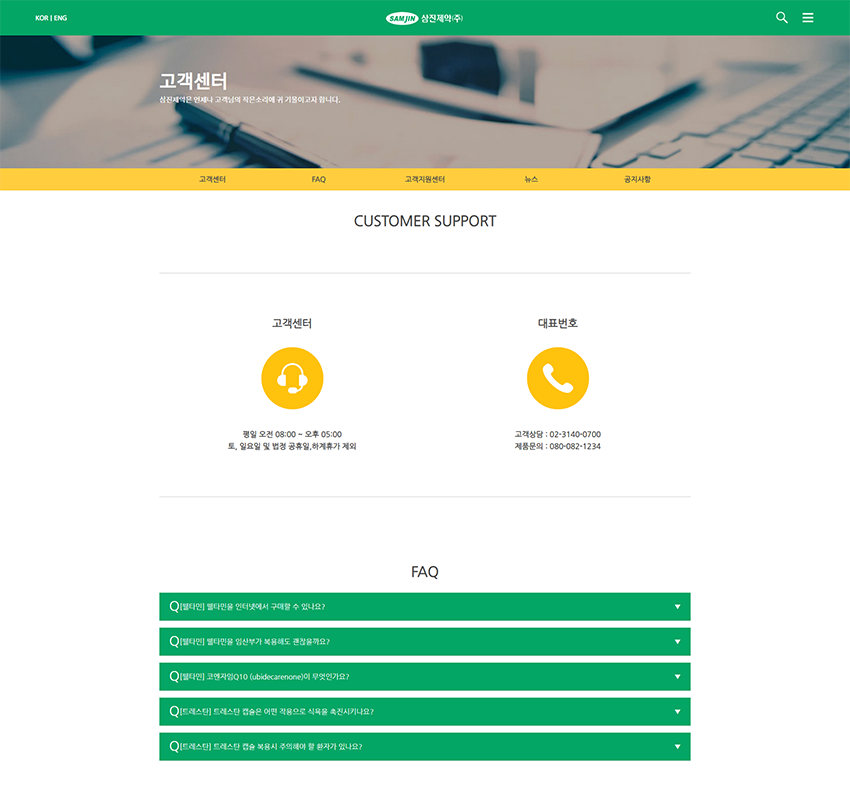 KOR | ENG
SAMJIN 삼진제약(주)
고객센터
삼진제약은 언제나 고객님의 작은소리에 귀 기울이고자 합니다.
고객센터 FAQ 고객지원센터 뉴스 공지사항
CUSTOMER SUPPORT
고객센터
평일 오전 08:00 ~ 오후 05:00
토, 일요일 및 법정 공휴일,하계휴가 제외
대표번호
고객상담 : 02-3140-0700
제품문의 : 080-082-1234
FAQ
Q[웰타민] 웰타민을 인터넷에서 구매할 수 있나요?
Q[웰타민] 웰타민을 임산부가 복용해도 괜찮을까요?
Q[웰타민] 코엔자임Q10 (ubidecarenone)이 무엇인가요?
Q[트레스탄] 트레스탄 캡슐은 어떤 작용으로 식욕을 촉진시키나요?
Q[트레스탄] 트레스탄 캡슐 복용시 주의해야 할 환자가 있나요?